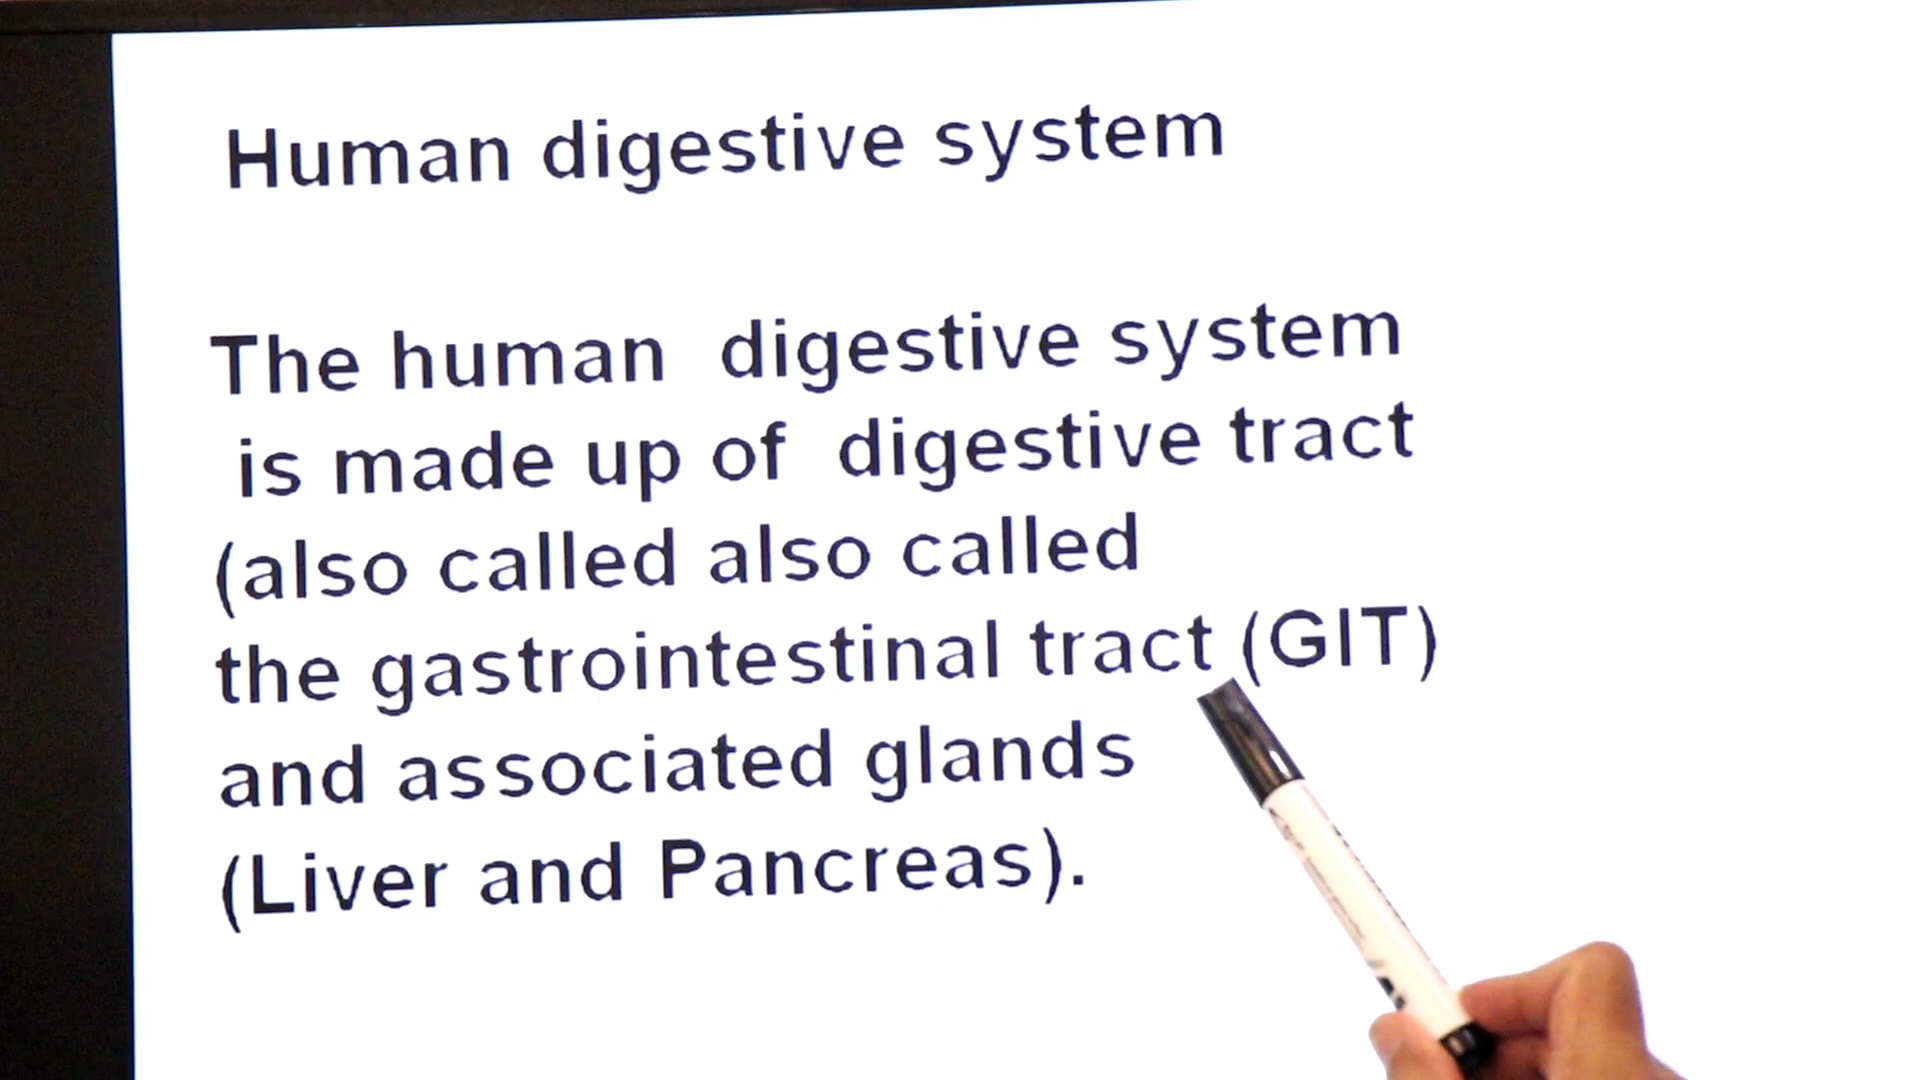 Human digestive system
The human digestive system
is made up of digestive tract
(also called also called
the gastrointestinal tract (GIT)
and associated glands
(Liver and Pancreas).